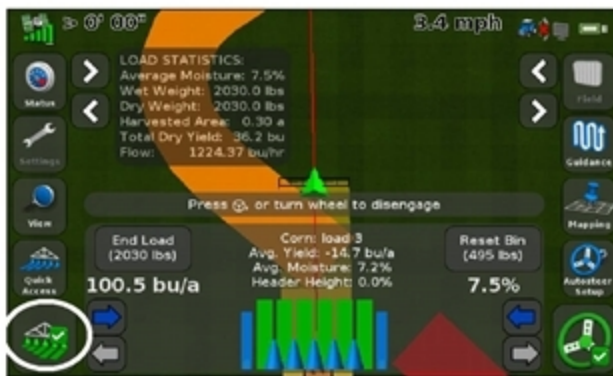 0' 00"
3.4 mph
LOAD STATISTICS:
Average Moisture: 7.5%
Wet Weight: 2030.0 lbs
Dry Weight: 2030.0 lbs
Harvested Area: 0.30 a
Total Dry Yield: 36.2 bu
Flow: 1224.37 bu/hr
Status
Settings
View
Quick
Access
Field
Guidance
Mapping
Autosteer
Setup
Press , or turn wheel to disengage
End Load
(2030 lbs)
100.5 bu/a
Corn: load 3
Avg. Yield: -14.7 bu/a
Avg. Moisture: 7.2%
Header Height: 0.0%
Reset Bin
(495 lbs)
7.5%